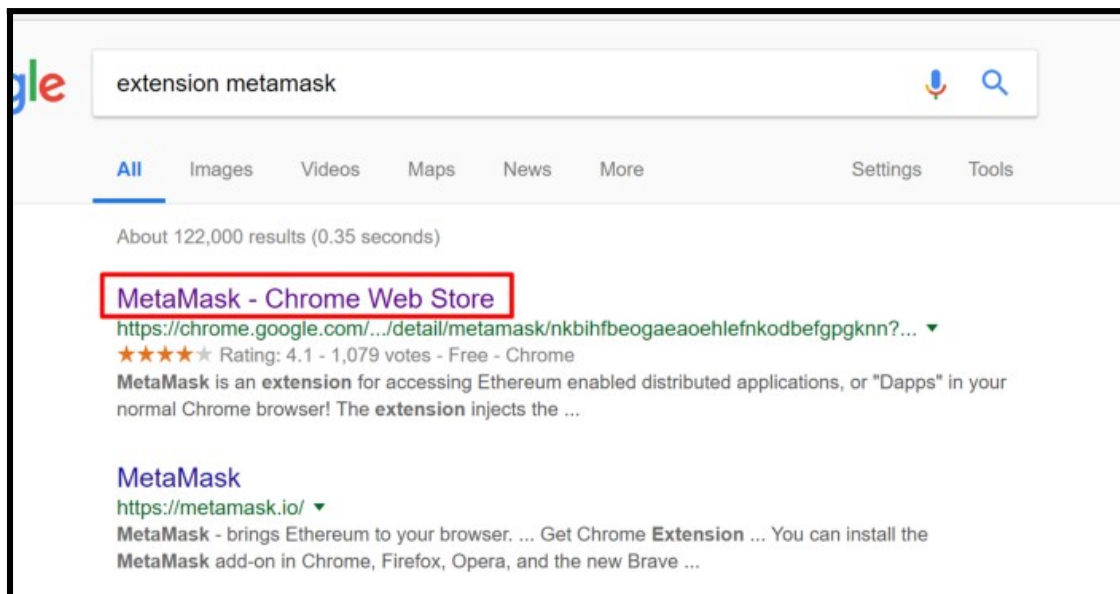 gle
extension metamask
All Images Videos Maps News More Settings Tools
About 122,000 results (0.35 seconds)
MetaMask - Chrome Web Store
https://chrome.google.com/.../detail/metamask/nkbihfbeogaeaoehlefnkodbefgpgknn?...
Rating: 4.1 - 1,079 votes - Free - Chrome
MetaMask is an extension for accessing Ethereum enabled distributed applications, or "Dapps" in your
normal Chrome browser! The extension injects the ...
MetaMask
https://metamask.io/
MetaMask - brings Ethereum to your browser. ... Get Chrome Extension ... You can install the
MetaMask add-on in Chrome, Firefox, Opera, and the new Brave ...